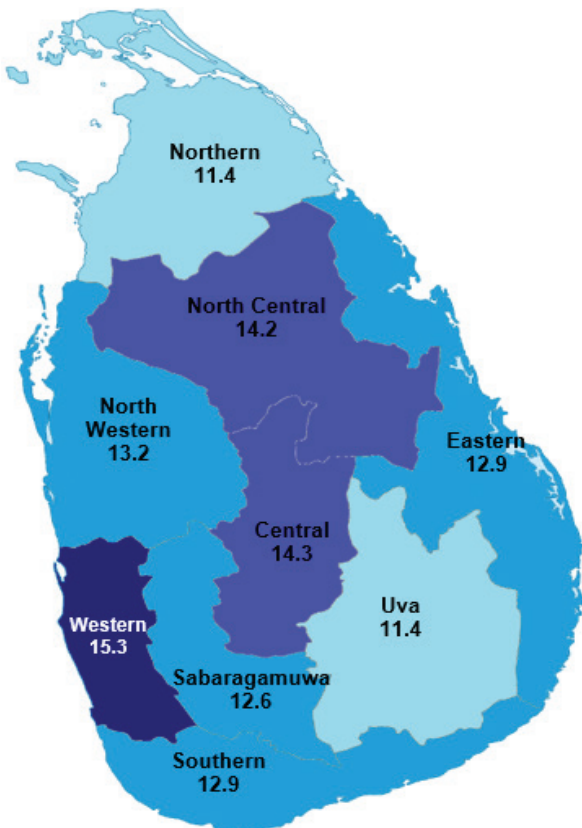 Northern
11.4
North Central
14.2
North
Western
13.2
Eastern
12.9
Central
14.3
Uva
11.4
Western
15.3
Sabaragamuwa
12.6
Southern
12.9